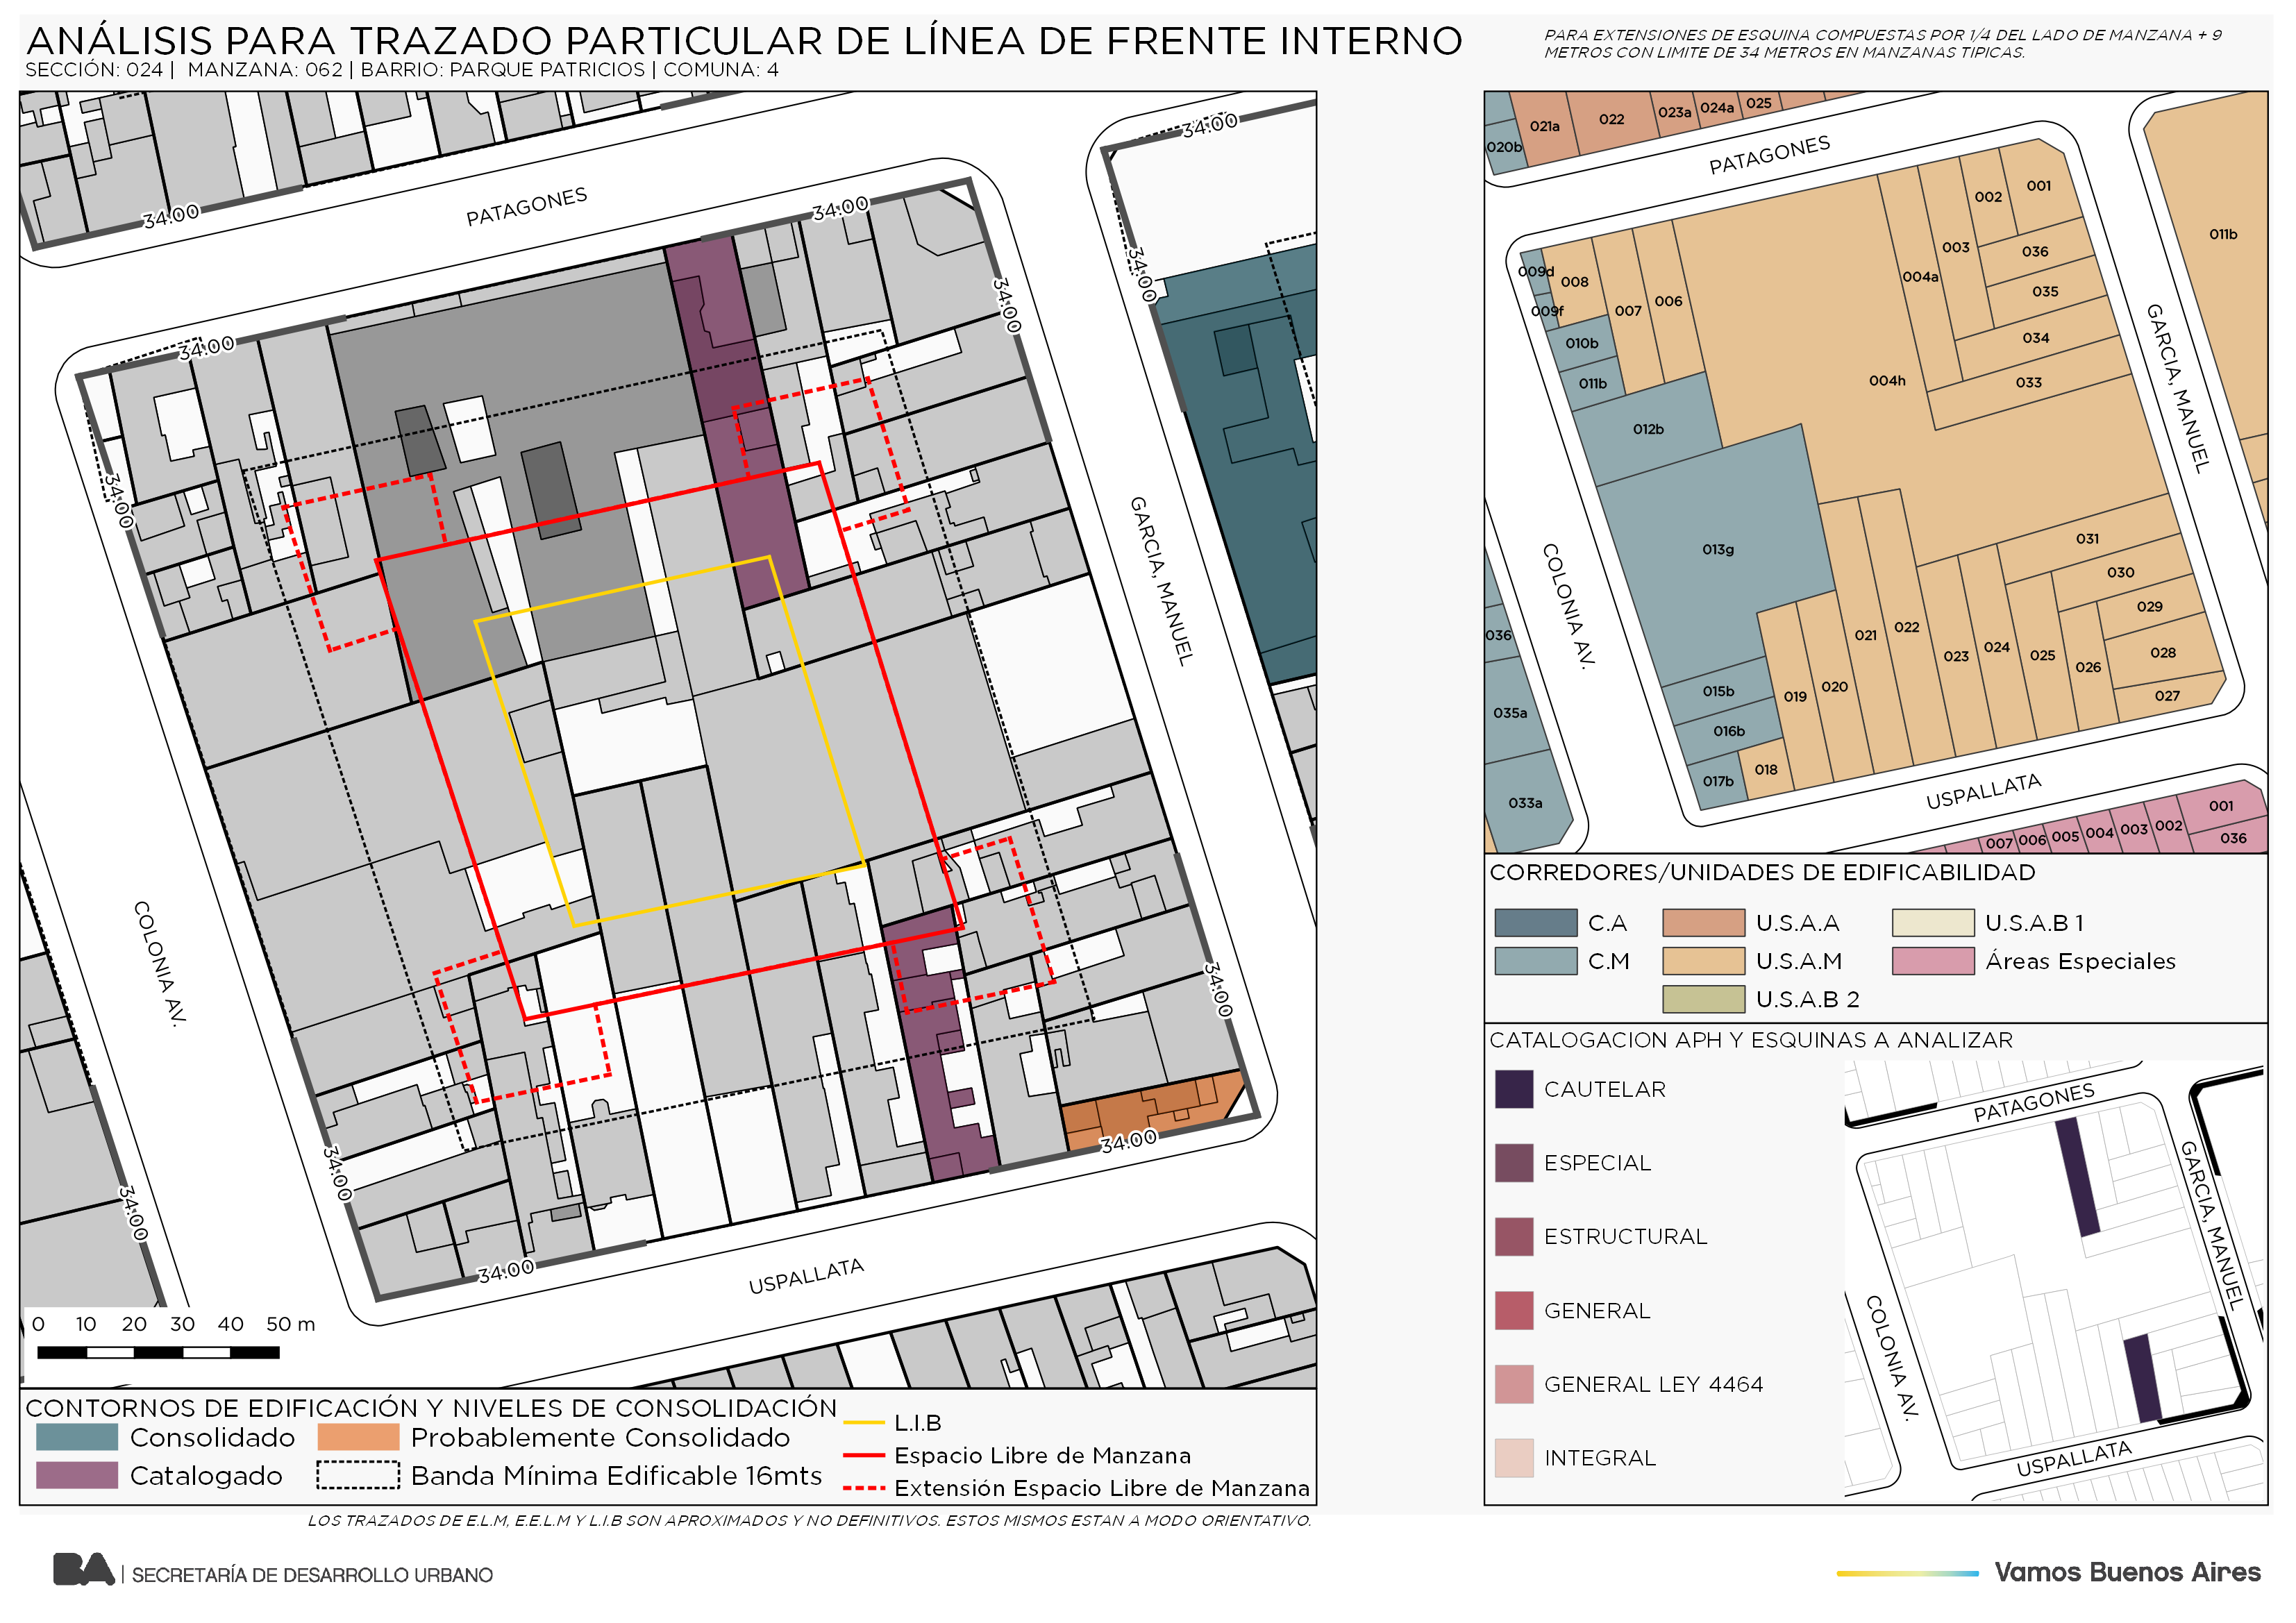 ANÁLISIS PARA TRAZADO PARTICULAR DE LÍNEA DE FRENTE INTERNO
SECCIÓN: 024 | MANZANA: 062 | BARRIO: PARQUE PATRICIOS | COMUNA: 4
PARA EXTENSIONES DE ESQUINA COMPUESTAS POR 1/4 DEL LADO DE MANZANA + 9
METROS CON LIMITE DE 34 METROS EN MANZANAS TIPICAS.
34.00
PATAGONES
34.00
34.00
34.00
34.00
34.00
34.00
GARCIA, MANUEL
COLONIA AV.
34.00
34.00
34.00
34.00
34.00
USPALLATA
0 10 20 30 40 50 m
CONTORNOS DE EDIFICACIÓN Y NIVELES DE CONSOLIDACIÓN
Consolidado
Probablemente Consolidado
Catalogado
Banda Mínima Edificable 16mts
L.I.B
Espacio Libre de Manzana
Extensión Espacio Libre de Manzana
LOS TRAZADOS DE E.L.M, E.E.L.M Y L.I.B SON APROXIMADOS Y NO DEFINITIVOS. ESTOS MISMOS ESTAN A MODO ORIENTATIVO.
020b
021a
022
023a
024a
025
PATAGONES
001
002
003
004a
036
035
034
033
004h
011b
009d
009f
008
007
006
010b
011b
012b
013g
GARCIA, MANUEL
COLONIA AV.
031
030
029
028
027
026
025
024
023
022
021
020
019
015b
016b
017b
018
036
035a
033a
USPALLATA
007
006
005
004
003
002
001
036
CORREDORES/UNIDADES DE EDIFICABILIDAD
C.A
U.S.A.A
U.S.A.B 1
C.M
U.S.A.M
Áreas Especiales
U.S.A.B 2
CATALOGACION APH Y ESQUINAS A ANALIZAR
CAUTELAR
ESPECIAL
ESTRUCTURAL
GENERAL
GENERAL LEY 4464
INTEGRAL
PATAGONES
GARCIA, MANUEL
COLONIA AV.
USPALLATA
BA | SECRETARÍA DE DESARROLLO URBANO
Vamos Buenos Aires